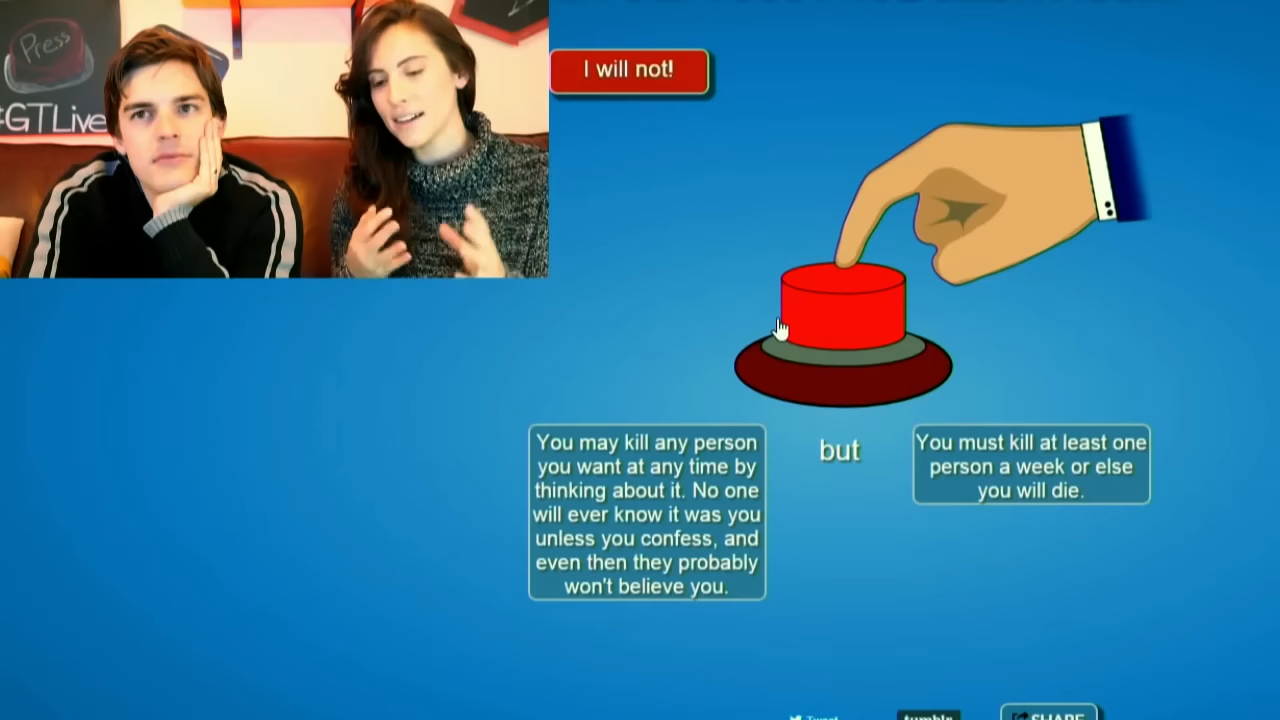 Press
#GTLive
I will not!
You may kill any person
you want at any time by
thinking about it. No one
will ever know it was you
unless you confess, and
even then they probably
won't believe you.
but
You must kill at least one
person a week or else
you will die.
Tweet
tumblr
SHARE